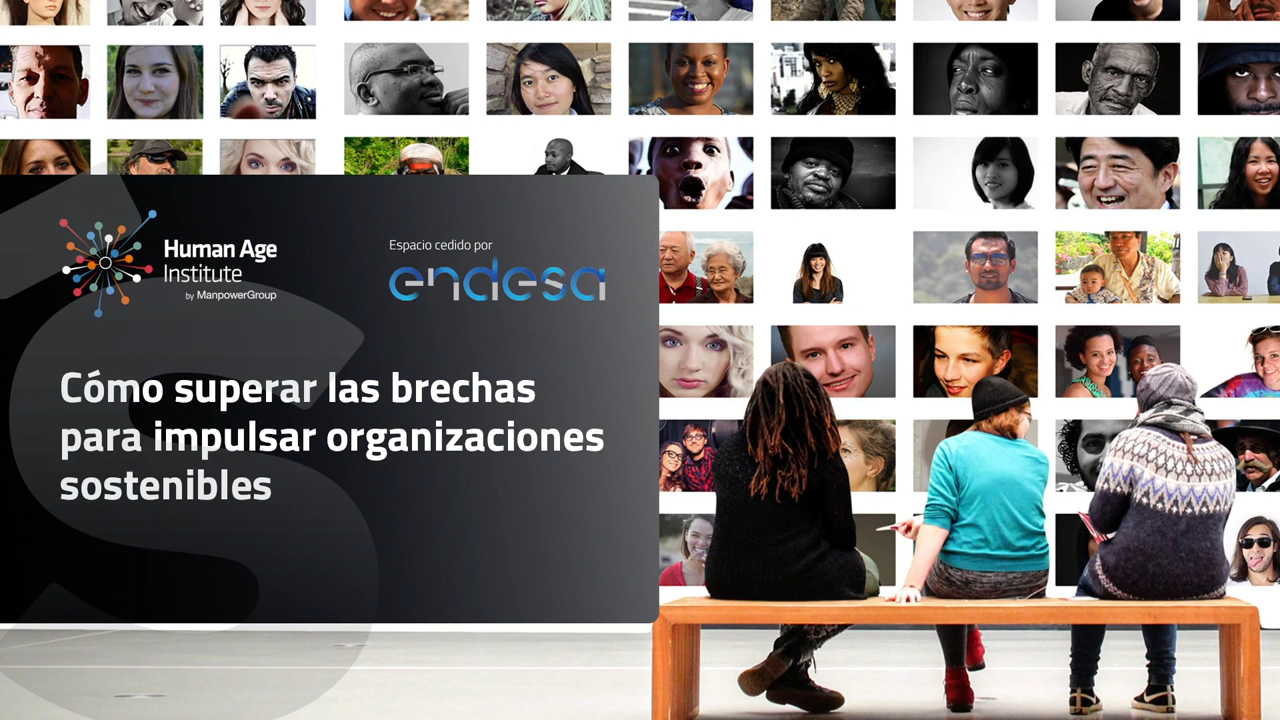 Human Age
Institute
by ManpowerGroup
Espacio cedido por
endesa
Cómo superar las brechas
para impulsar organizaciones
sostenibles